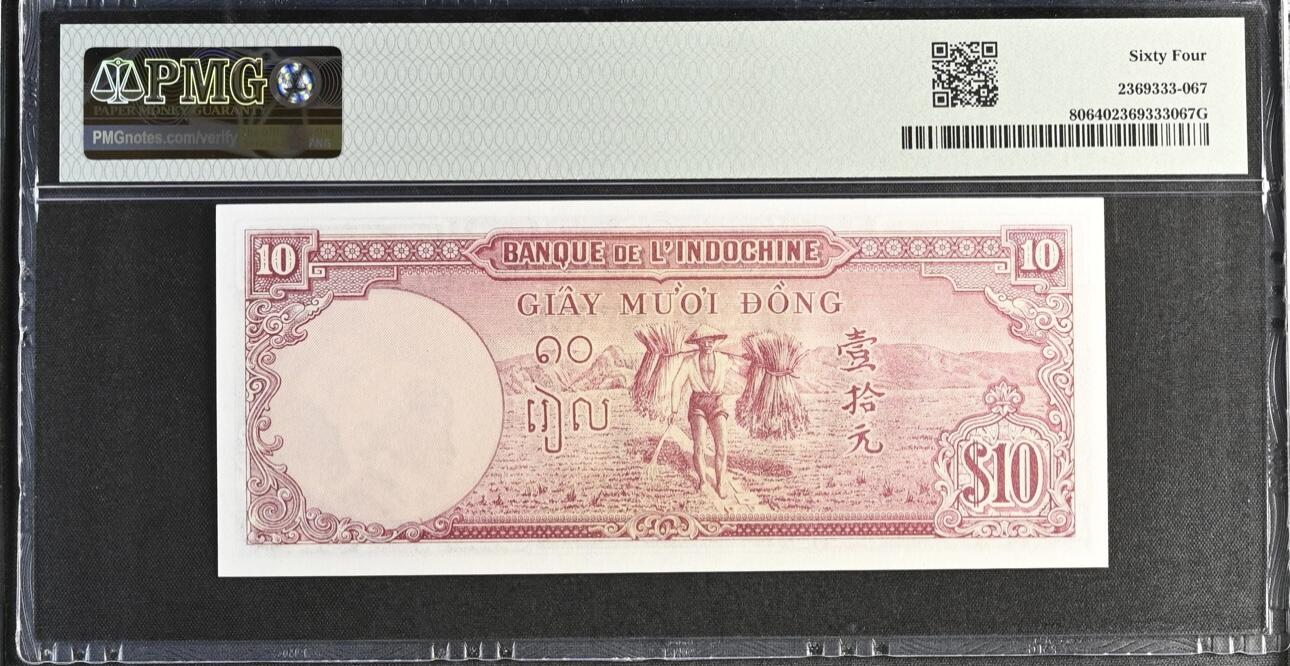 PMG
PAPER MONEY GUARANTY
PMGnotes.com/verify
Sixty Four
2369333-067
806402369333067G
10
BANQUE DE L'INDOCHINE
10
GIẤY MƯỜI ĐỒNG
១០
រៀល
壹拾元
$10